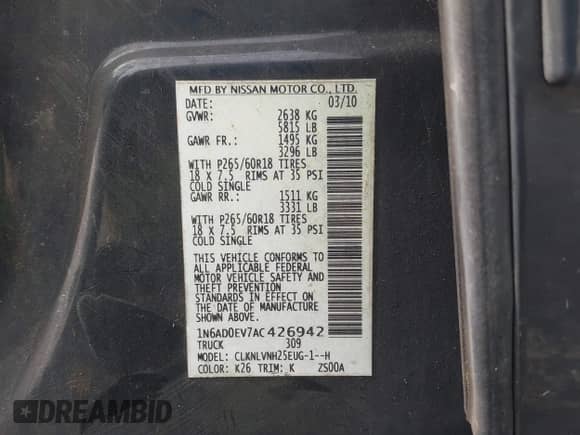 MFD BY NISSAN MOTOR CO., LTD.
DATE: 03/10
GVWR: 2638 KG
5815 LB
GAWR FR.: 1495 KG
3296 LB
WITH P265/60R18 TIRES
18 X 7.5 RIMS AT 35 PSI
COLD SINGLE
GAWR RR.: 1511 KG
3331 LB
WITH P265/60R18 TIRES
18 X 7.5 RIMS AT 35 PSI
COLD SINGLE
THIS VEHICLE CONFORMS TO
ALL APPLICABLE FEDERAL
MOTOR VEHICLE SAFETY AND
THEFT PREVENTION
STANDARDS IN EFFECT ON
THE DATE OF MANUFACTURE
SHOWN ABOVE.
1N6AD0EV7AC426942
TRUCK 309
MODEL: CLKNLVNH25EUG-1--H
COLOR: K26 TRIM: K ZS00A
DREAMBID